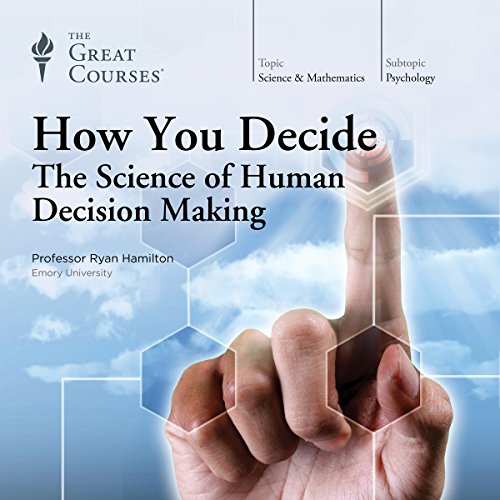 THE
GREAT
COURSES®
Topic
Science & Mathematics
Subtopic
Psychology
How You Decide
The Science of Human
Decision Making
Professor Ryan Hamilton
Emory University